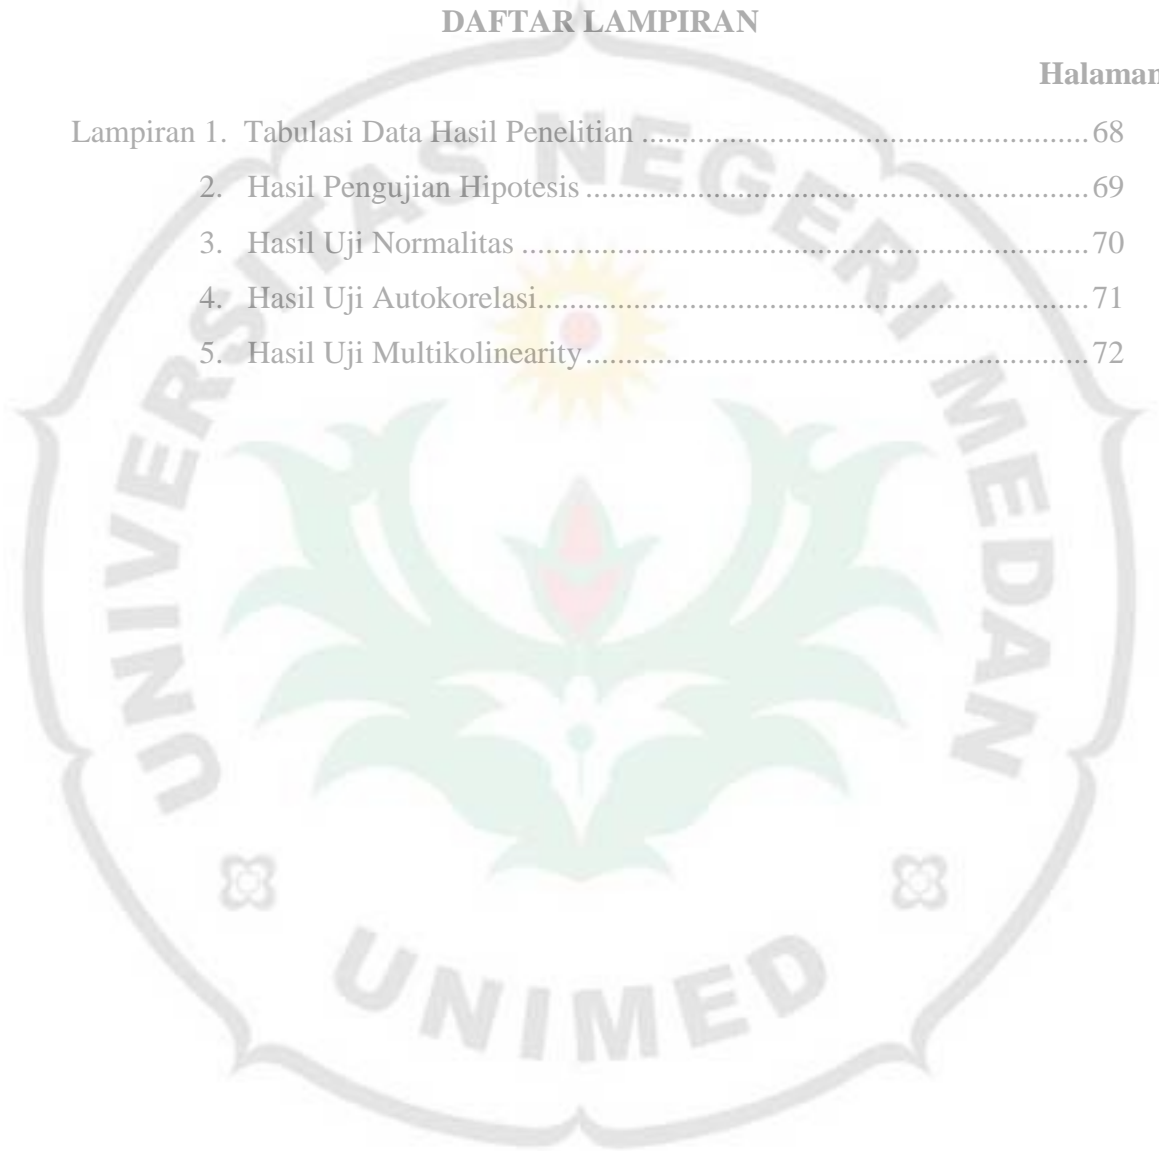 DAFTAR LAMPIRAN
Halaman
Lampiran 1. Tabulasi Data Hasil Penelitian ........................................................ 68
2. Hasil Pengujian Hipotesis ............................................................... 69
3. Hasil Uji Normalitas ....................................................................... 70
4. Hasil Uji Autokorelasi..................................................................... 71
5. Hasil Uji Multikolinearity ............................................................... 72
UNIVERSITAS NEGERI MEDAN
UNIMED